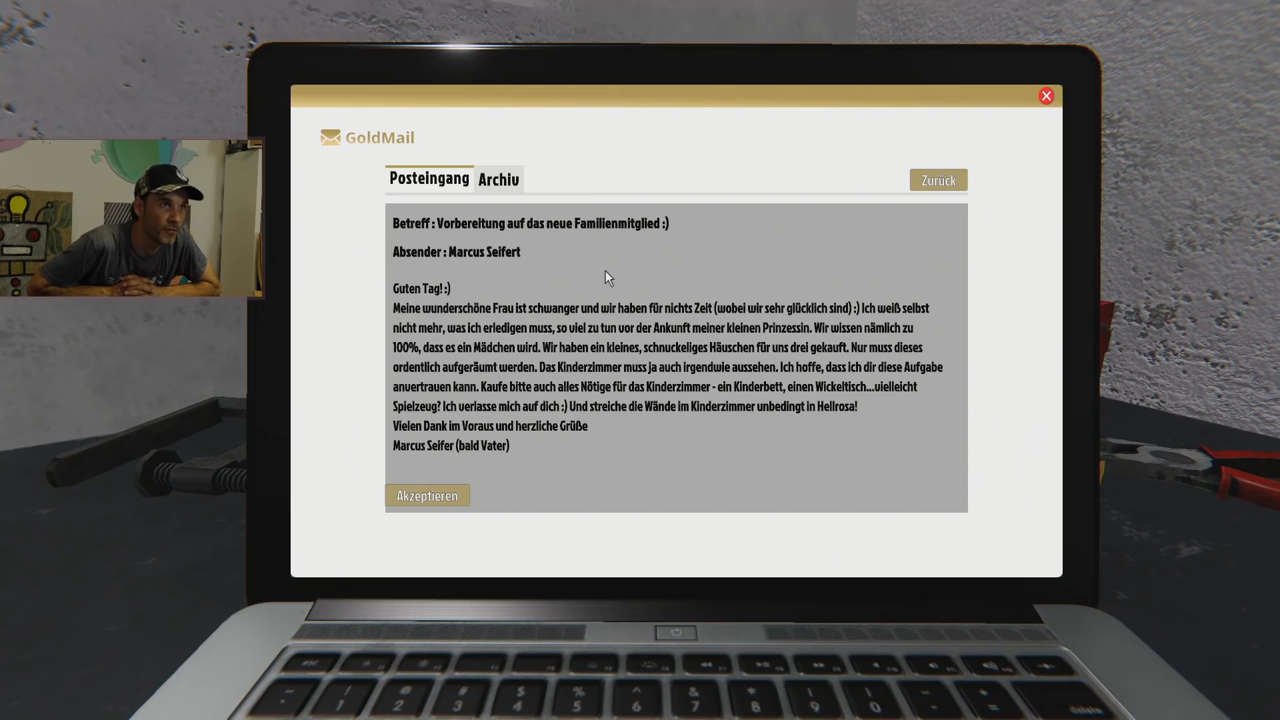 GoldMail
Posteingang Archiv
Zurück
Betreff : Vorbereitung auf das neue Familienmitglied :)
Absender : Marcus Seifert
Guten Tag! :)
Meine wunderschöne Frau ist schwanger und wir haben für nichts Zeit (wobei wir sehr glücklich sind) :) Ich weiß selbst
nicht mehr, was ich erledigen muss, so viel zu tun vor der Ankunft meiner kleinen Prinzessin. Wir wissen nämlich zu
100%, dass es ein Mädchen wird. Wir haben ein kleines, schnuckeliges Häuschen für uns drei gekauft. Nur muss dieses
ordentlich aufgeräumt werden. Das Kinderzimmer muss ja auch irgendwie aussehen. Ich hoffe, dass ich dir diese Aufgabe
anvertrauen kann. Kaufe bitte auch alles Nötige für das Kinderzimmer - ein Kinderbett, einen Wickeltisch...vielleicht
Spielzeug? Ich verlasse mich auf dich :) Und streiche die Wände im Kinderzimmer unbedingt in Hellrosa!
Vielen Dank im Voraus und herzliche Grüße
Marcus Seifer (bald Vater)
Akzeptieren